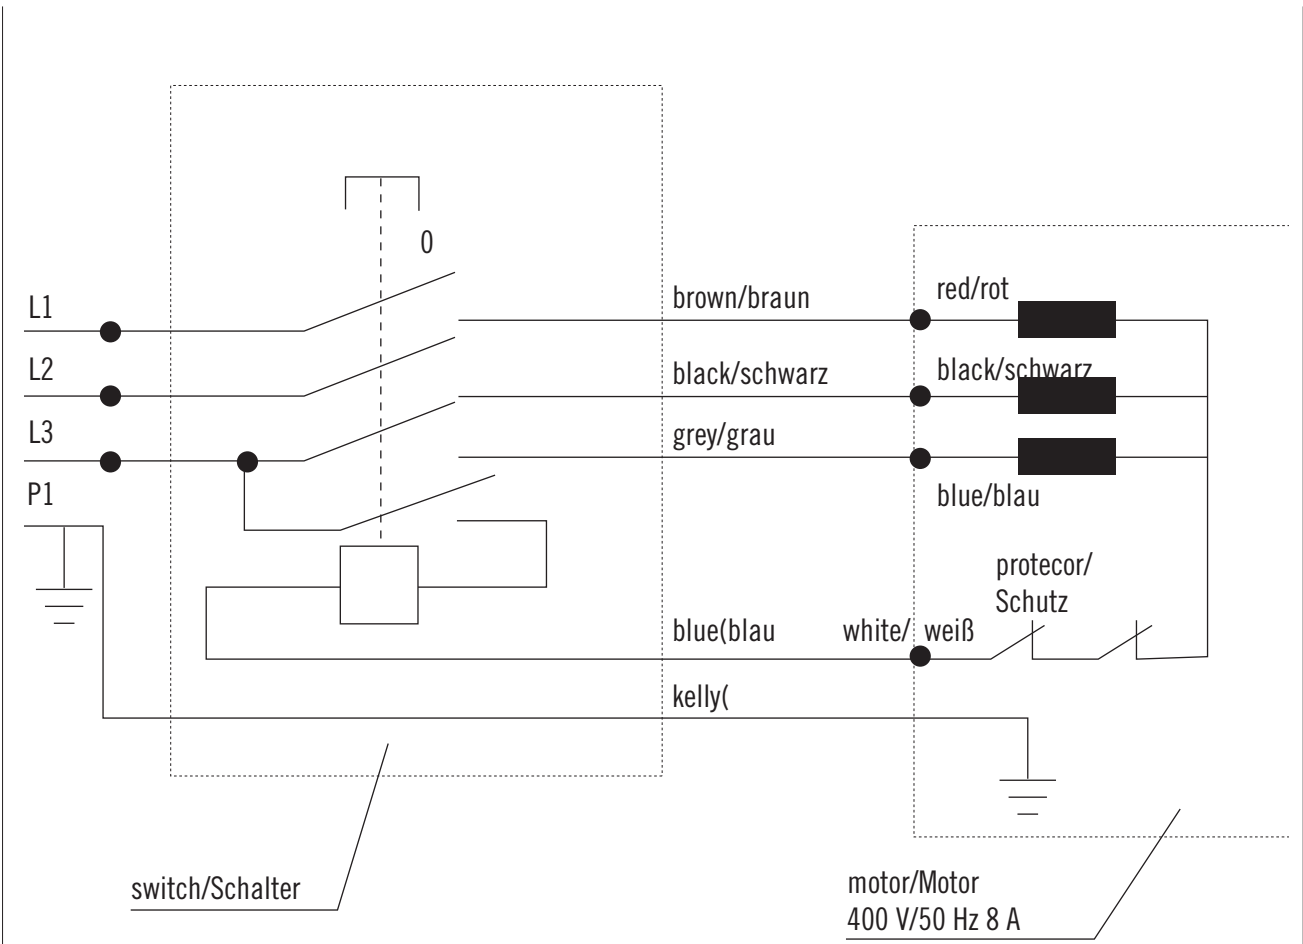 0
L1
brown/braun
red/rot
L2
black/schwarz
black/schwarz
L3
grey/grau
P1
blue/blau
protecor/
Schutz
blue(blau
white/ weiß
kelly(
switch/Schalter
motor/Motor
400 V/50 Hz 8 A